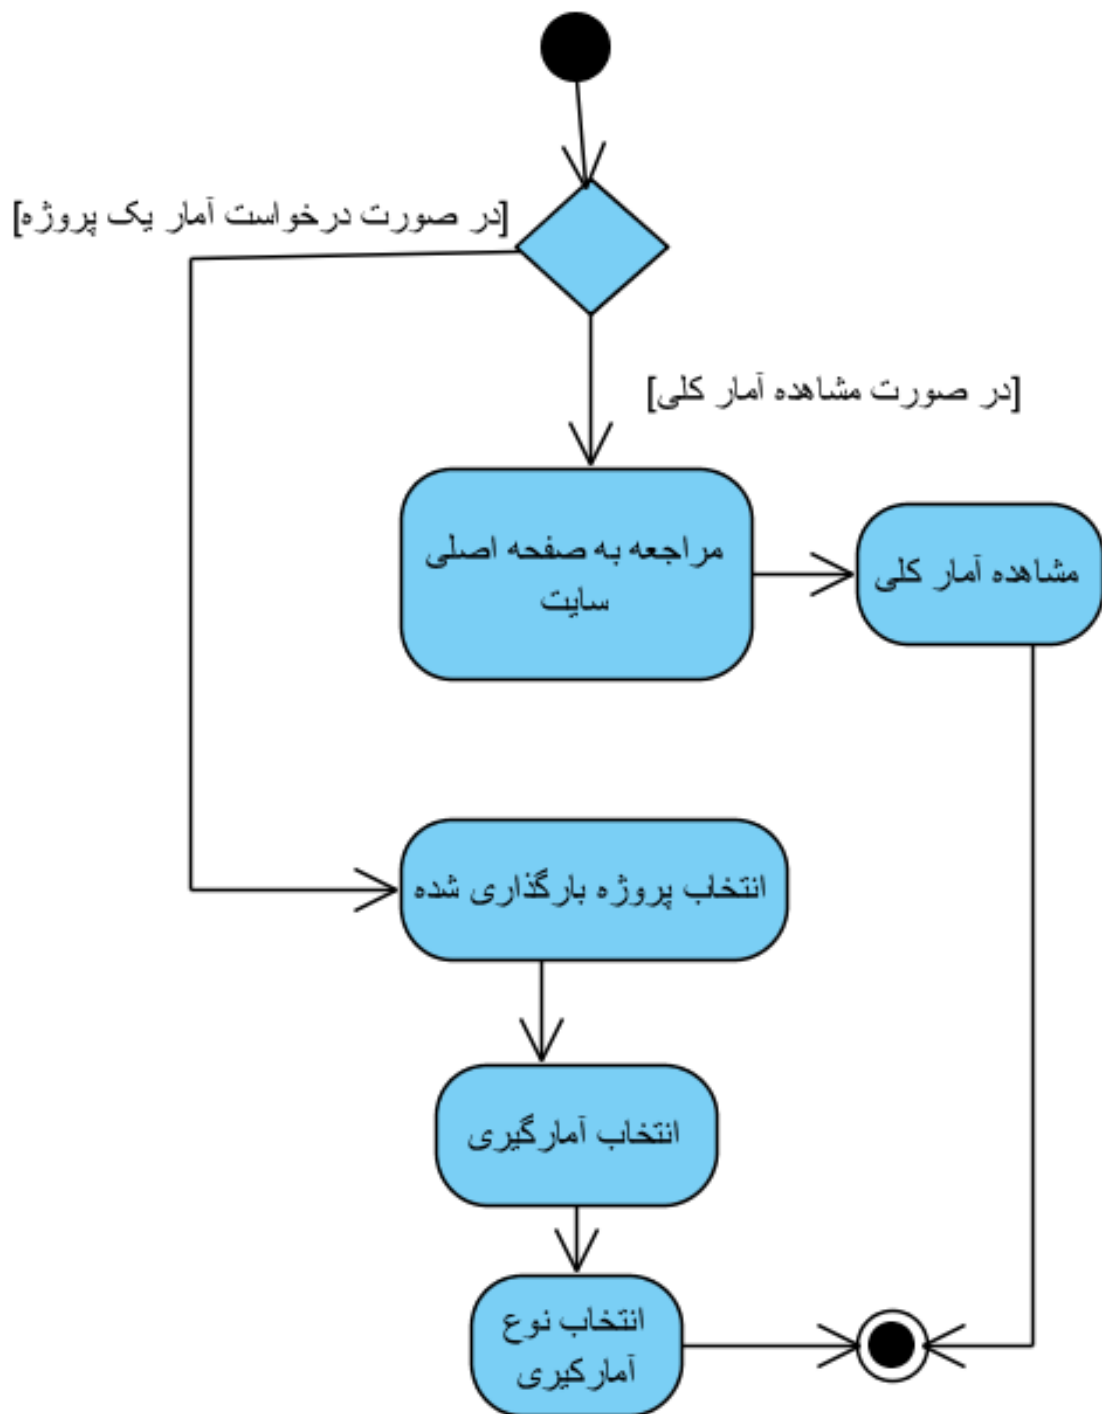 [در صورت درخواست آمار یک پروژه]
[در صورت مشاهده آمار کلی]
مراجعه به صفحه اصلی
سایت
مشاهده آمار کلی
انتخاب پروژه بارگذاری شده
انتخاب آمارگیری
انتخاب نوع
آمارکیری